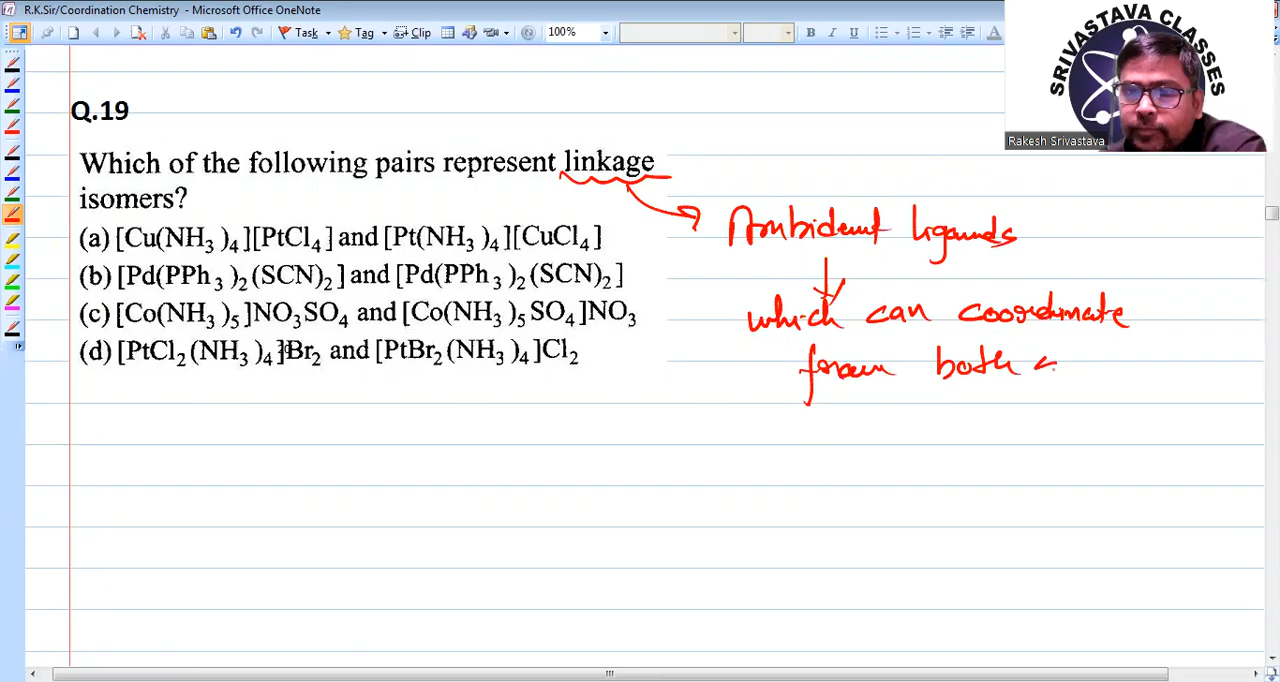 R.K.Sir/Coordination Chemistry - Microsoft Office OneNote
Task Tag Clip 100% B I U A
SRIVASTAVA CLASSES
Rakesh Srivastava
Q.19
Which of the following pairs represent linkage
isomers?
(a) [Cu(NH₃)₄][PtCl₄] and [Pt(NH₃)₄][CuCl₄]
(b) [Pd(PPh₃)₂(SCN)₂] and [Pd(PPh₃)₂(SCN)₂]
(c) [Co(NH₃)₅]NO₃SO₄ and [Co(NH₃)₅SO₄]NO₃
(d) [PtCl₂(NH₃)₄]Br₂ and [PtBr₂(NH₃)₄]Cl₂
Ambident ligands
which can coordinate
from both